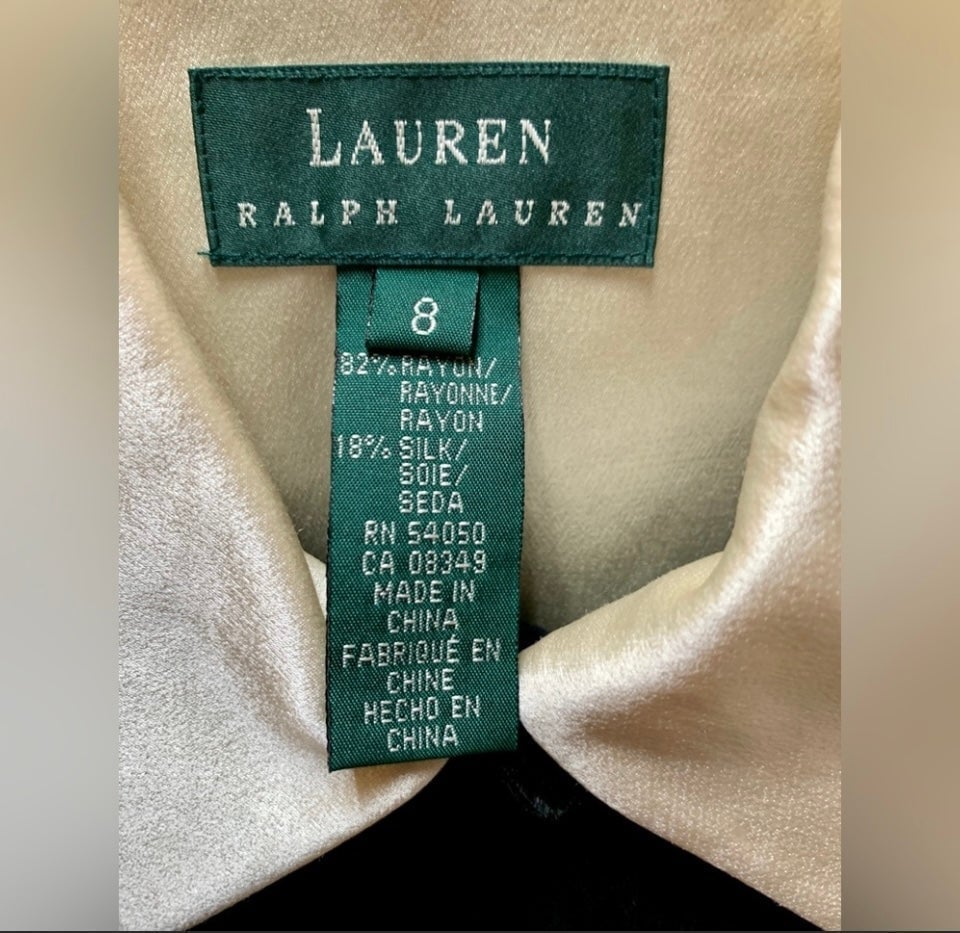 LAUREN
RALPH LAUREN
8
82% RAYON/
RAYONNE/
RAYON
18% SILK/
SOIE/
SEDA
RN 54050
CA 08349
MADE IN
CHINA
FABRIQUÉ EN
CHINE
HECHO EN
CHINA